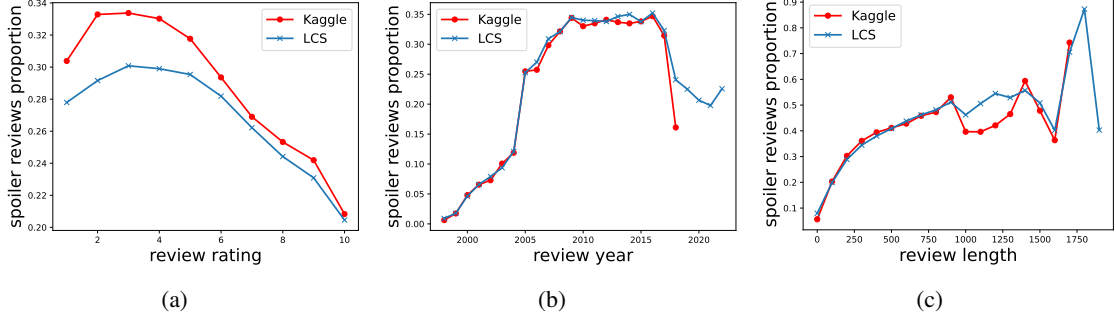 spoiler reviews proportion
0.34
0.32
0.30
0.28
0.26
0.24
0.22
0.20
Kaggle
LCS
2 4 6 8 10
review rating
(a)
spoiler reviews proportion
0.35
0.30
0.25
0.20
0.15
0.10
0.05
0.00
Kaggle
LCS
2000 2005 2010 2015 2020
review year
(b)
spoiler reviews proportion
0.9
0.8
0.7
0.6
0.5
0.4
0.3
0.2
0.1
Kaggle
LCS
0 250 500 750 1000 1250 1500 1750
review length
(c)